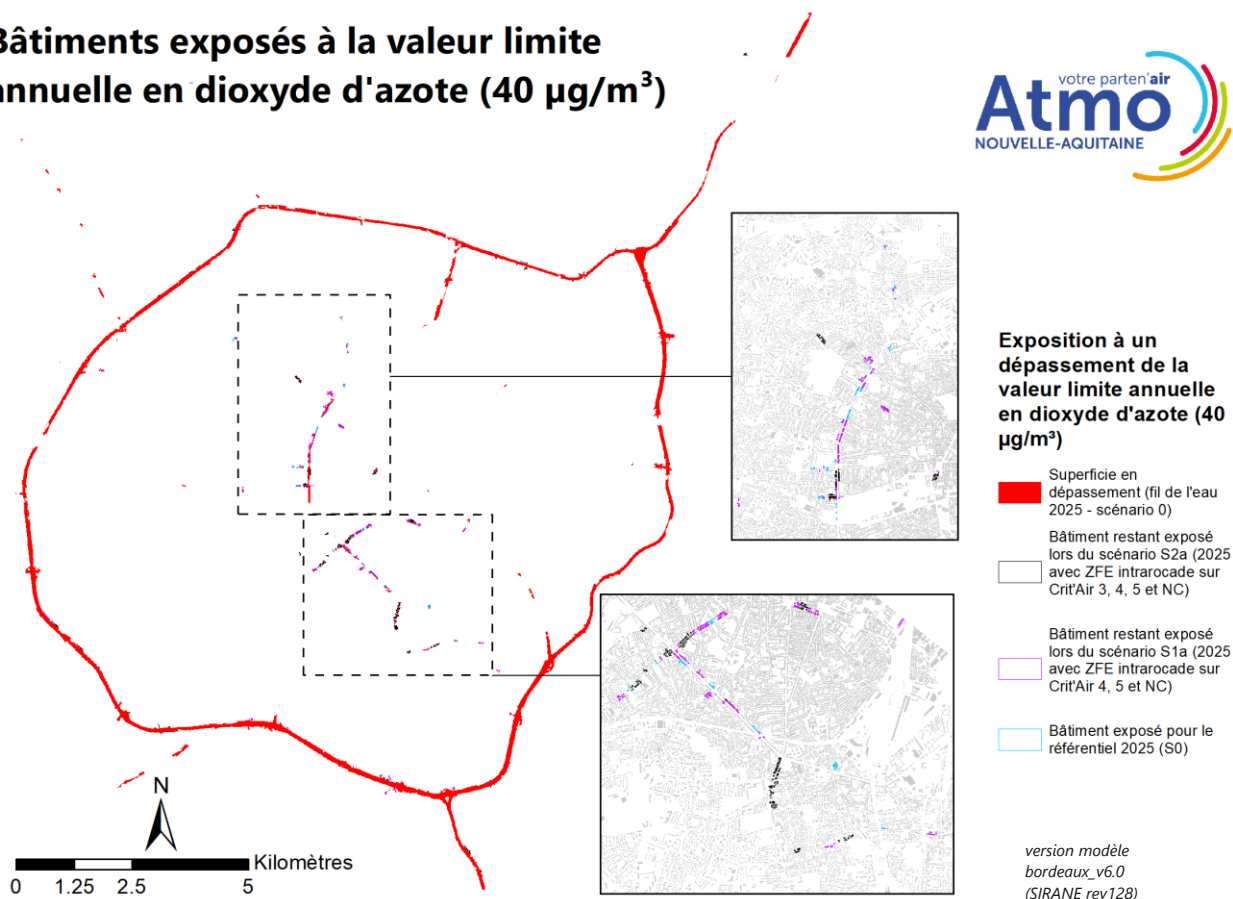 Bâtiments exposés à la valeur limite
annuelle en dioxyde d'azote (40 µg/m³)
votre parten'air
Atmo
NOUVELLE-AQUITAINE
Exposition à un
dépassement de la
valeur limite annuelle
en dioxyde d'azote (40
µg/m³)
Superficie en
dépassement (fil de l'eau
2025 - scénario 0)
Bâtiment restant exposé
lors du scénario S2a (2025
avec ZFE intrarocade sur
Crit'Air 3, 4, 5 et NC)
Bâtiment restant exposé
lors du scénario S1a (2025
avec ZFE intrarocade sur
Crit'Air 4, 5 et NC)
Bâtiment exposé pour le
référentiel 2025 (S0)
N
Kilomètres
0 1.25 2.5 5
version modèle
bordeaux_v6.0
(SIRANE rev128)